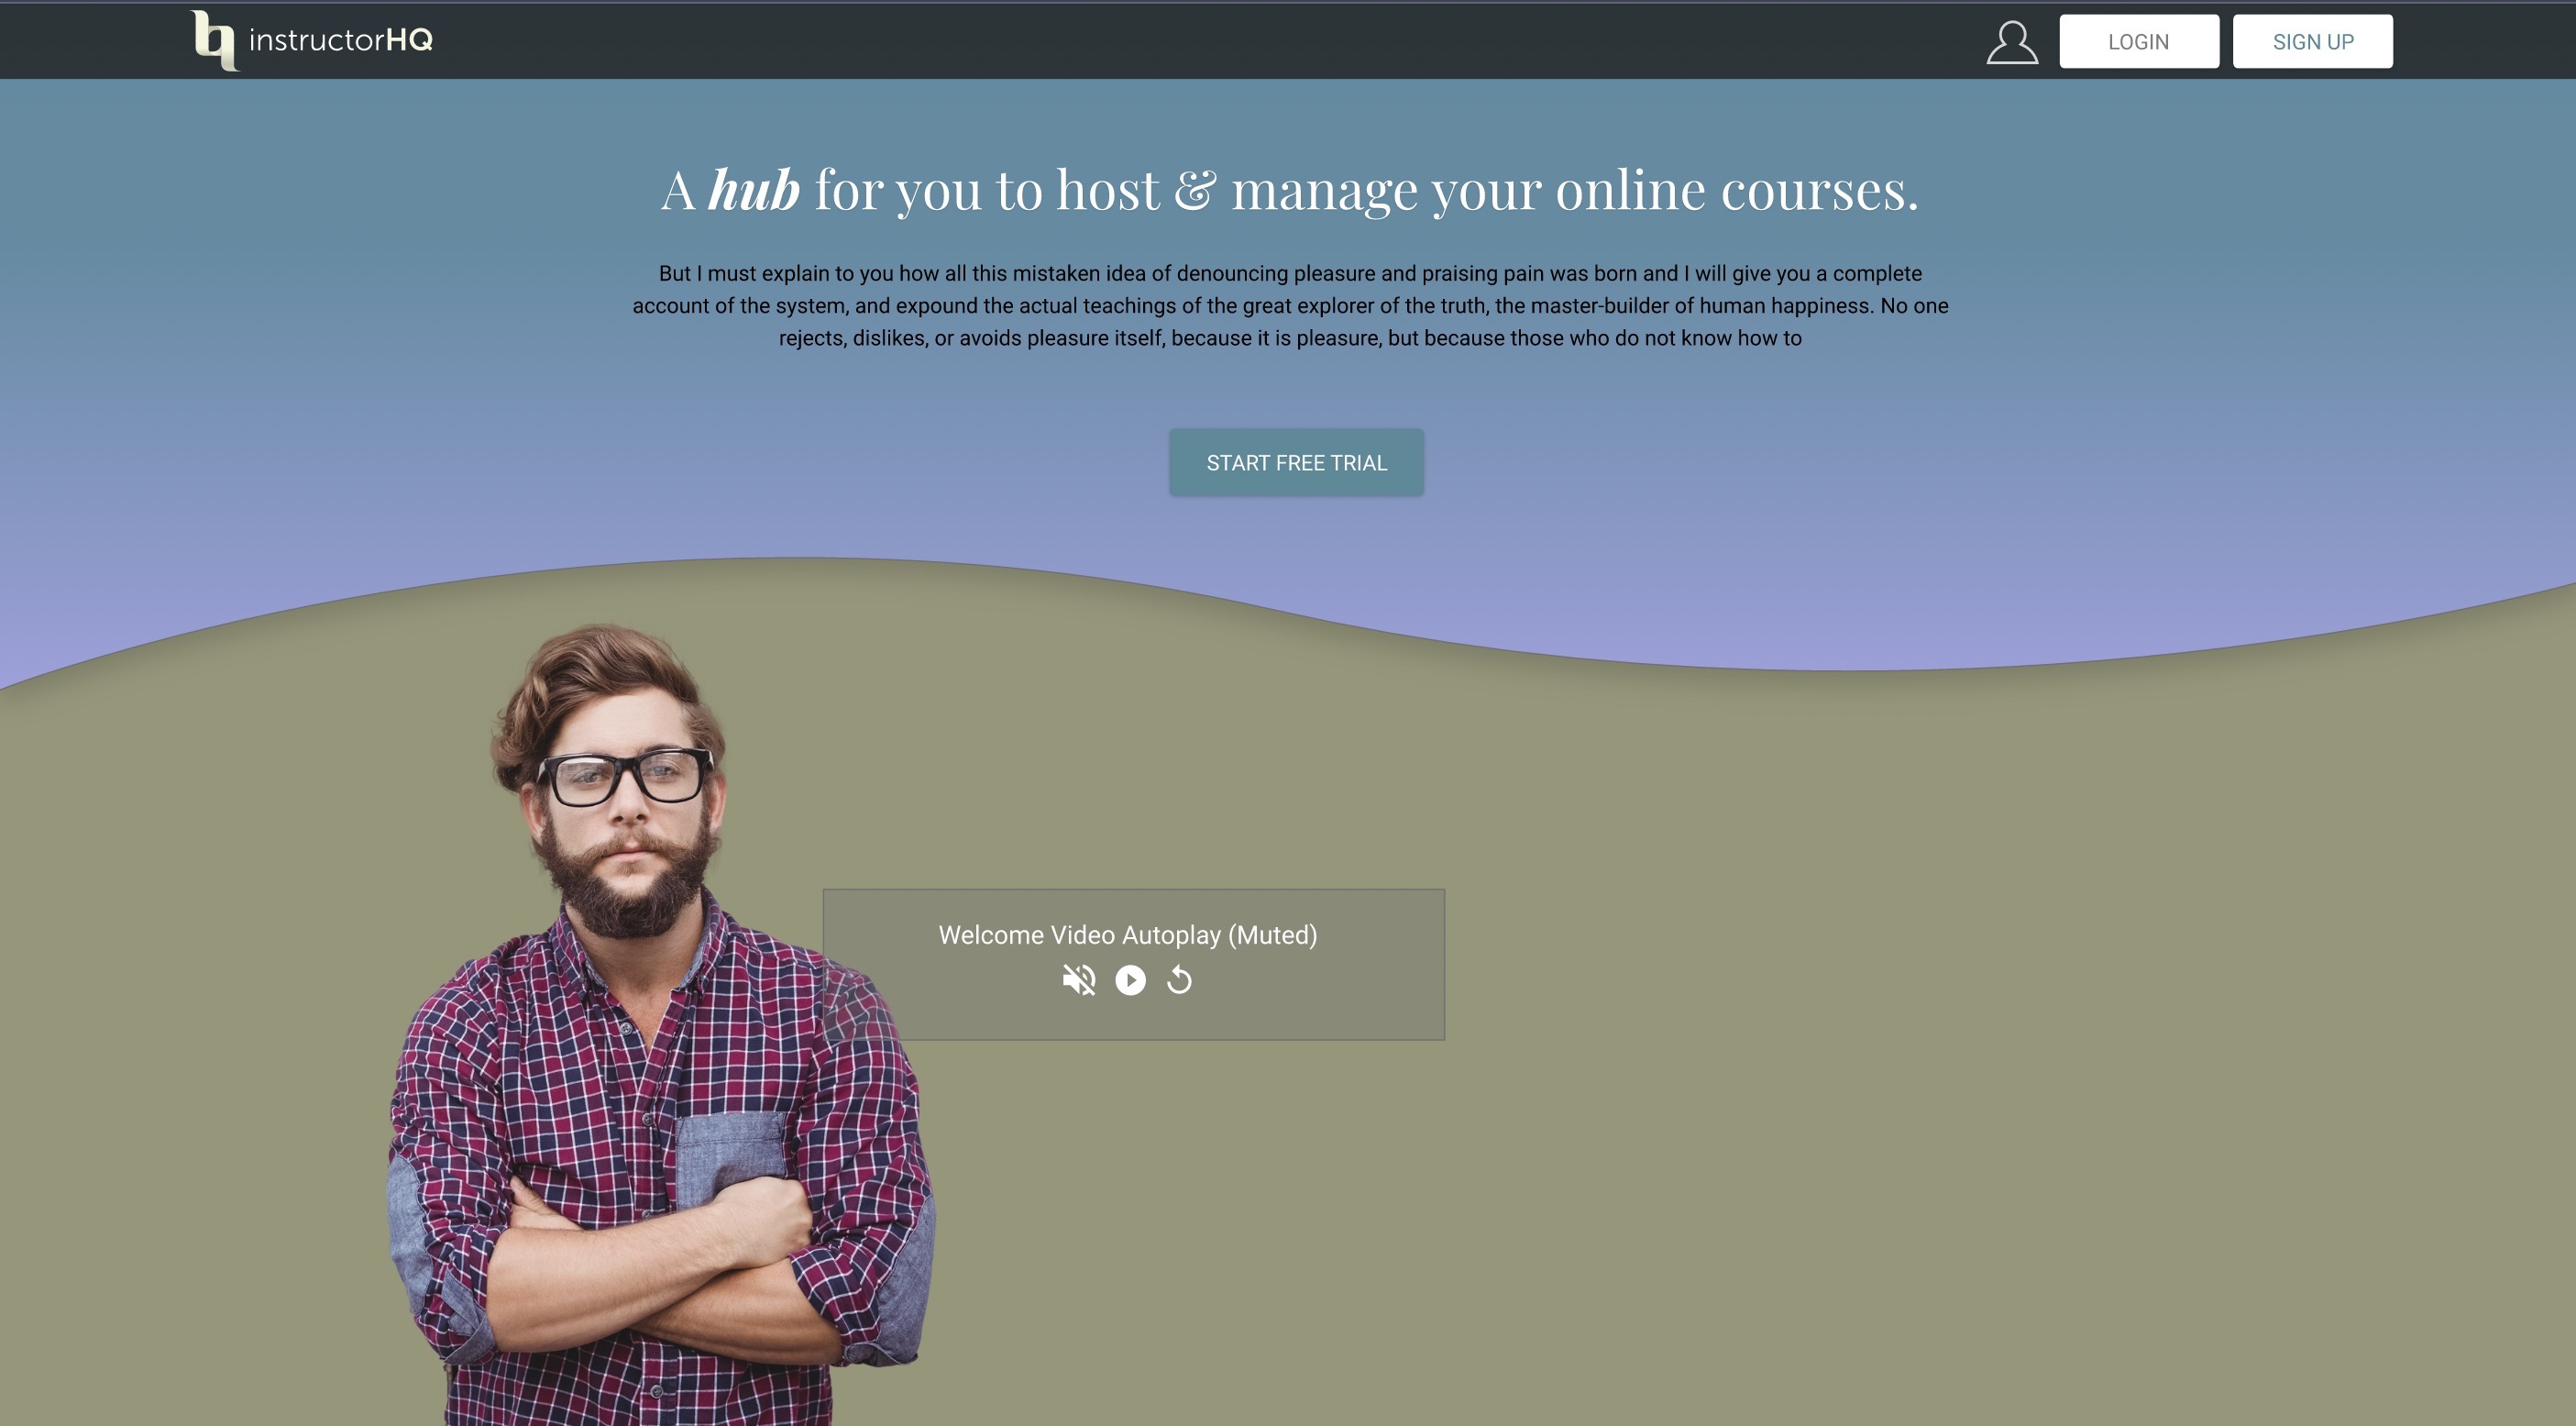 instructorHQ
LOGIN
SIGN UP
A hub for you to host & manage your online courses.
But I must explain to you how all this mistaken idea of denouncing pleasure and praising pain was born and I will give you a complete
account of the system, and expound the actual teachings of the great explorer of the truth, the master-builder of human happiness. No one
rejects, dislikes, or avoids pleasure itself, because it is pleasure, but because those who do not know how to
START FREE TRIAL
Welcome Video Autoplay (Muted)